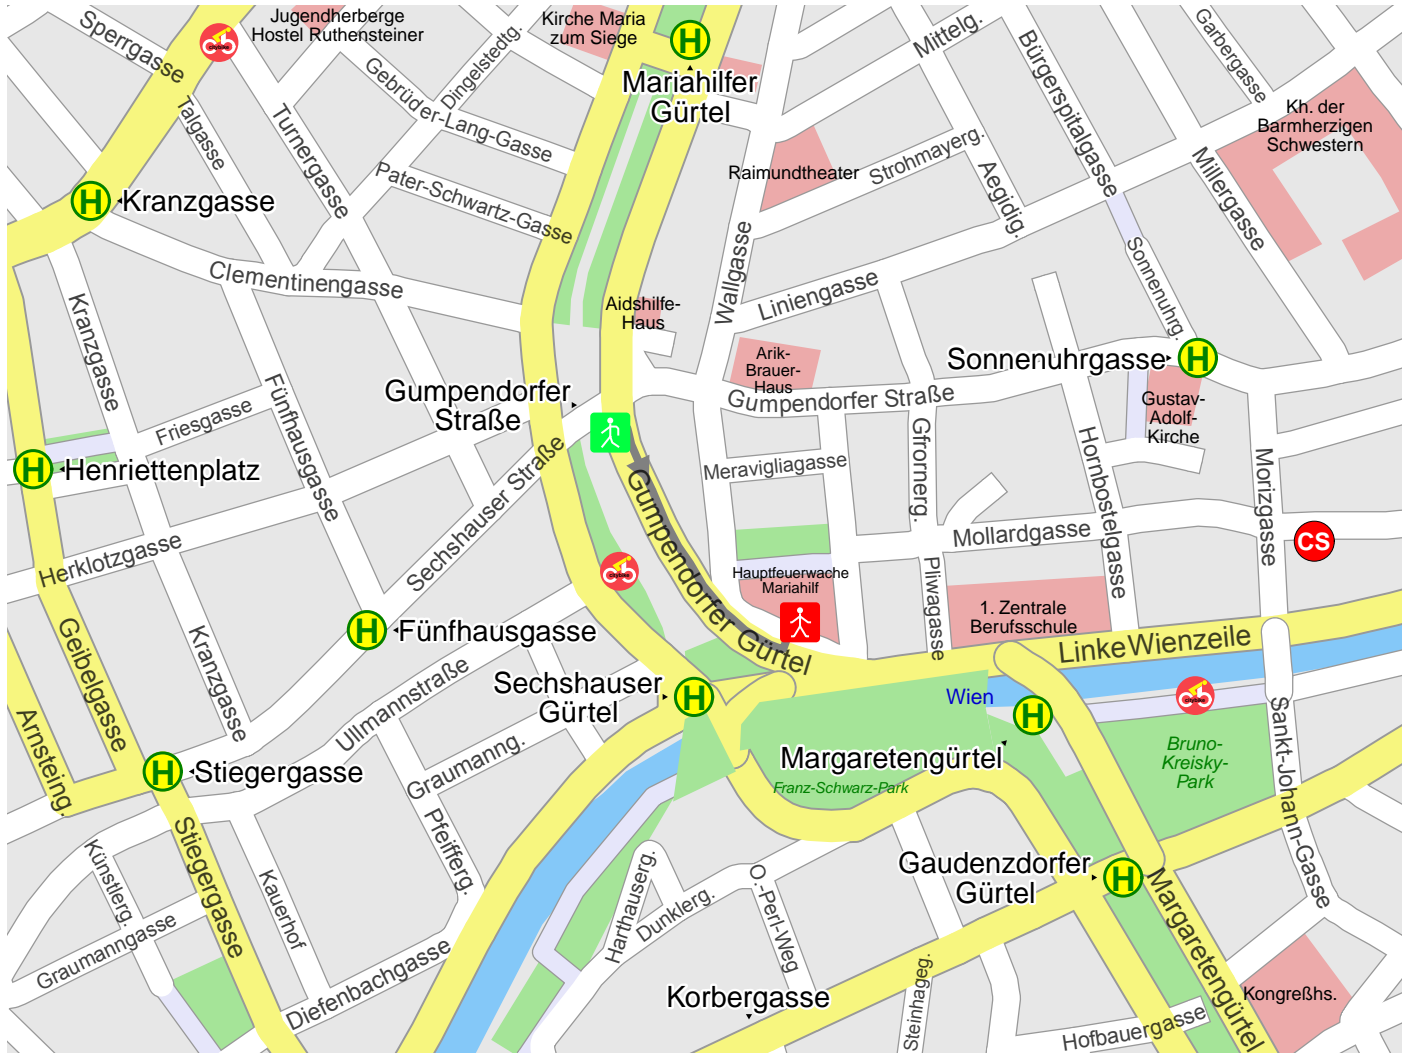 Jugendherberge
Hostel Ruthensteiner
Kirche Maria
zum Siege
H
Mariahilfer
Gürtel
Sperrgasse
citybike
Talgasse
Turnergasse
Gebrüder-Lang-Gasse
Dingelstedtg.
Pater-Schwartz-Gasse
Mittelg.
Bürgerspitalgasse
Garbergasse
Kh. der
Barmherzigen
Schwestern
Millergasse
Raimundtheater
Strohmayerg.
Aegidig.
H
Kranzgasse
Clementinengasse
Wallgasse
Liniengasse
Sonnenuhrg.
Aidshilfe-
Haus
Arik-
Brauer-
Haus
Sonnenuhrgasse
H
Gustav-
Adolf-
Kirche
Kranzgasse
Friesgasse
Fünfhausgasse
Gumpendorfer
Straße
Gumpendorfer Straße
H
Henriettenplatz
Herklotzgasse
Sechshauser Straße
Meravigliagasse
Gfrornerg.
Hornbostelgasse
Morizgasse
Mollardgasse
CS
Gumpendorfer Gürtel
citybike
Hauptfeuerwache
Mariahilf
Pliwagasse
1. Zentrale
Berufsschule
Linke Wienzeile
H
Fünfhausgasse
Geibelgasse
Kranzgasse
Ullmannstraße
Sechshauser
Gürtel
H
Wien
H
citybike
Margaretengürtel
Franz-Schwarz-Park
Bruno-
Kreisky-
Park
Sankt-Johann-Gasse
Arnsteing.
H
Stiegergasse
Graumanng.
Pfeifferg.
Künstlerg.
Stiegergasse
Kauerhof
Graumanngasse
Diefenbachgasse
Harthauserg.
Dunklerg.
O.-Perl-Weg
Gaudenzdorfer
Gürtel
H
Margaretengürtel
Korbergasse
Steinhageg.
Hofbauergasse
Kongreßhs.